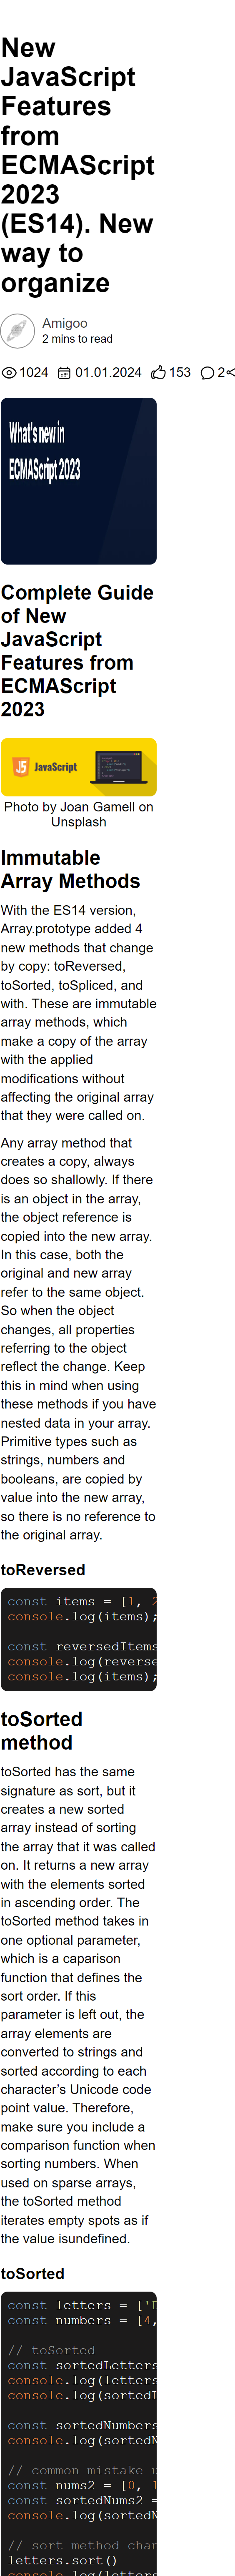 New
JavaScript
Features
from
ECMAScript
2023
(ES14). New
way to
organize
Amigoo
2 mins to read
1024 01.01.2024 153 2
What's new in
ECMAScript 2023
Complete Guide
of New
JavaScript
Features from
ECMAScript
2023
JS JavaScript
Photo by Joan Gamell on
Unsplash
Immutable
Array Methods
With the ES14 version,
Array.prototype added 4
new methods that change
by copy: toReversed,
toSorted, toSpliced, and
with. These are immutable
array methods, which
make a copy of the array
with the applied
modifications without
affecting the original array
that they were called on.
Any array method that
creates a copy, always
does so shallowly. If there
is an object in the array,
the object reference is
copied into the new array.
In this case, both the
original and new array
refer to the same object.
So when the object
changes, all properties
referring to the object
reflect the change. Keep
this in mind when using
these methods if you have
nested data in your array.
Primitive types such as
strings, numbers and
booleans, are copied by
value into the new array,
so there is no reference to
the original array.
toReversed
const items = [1, 2
console.log(items);
const reversedItems
console.log(reverse
console.log(items);
toSorted
method
toSorted has the same
signature as sort, but it
creates a new sorted
array instead of sorting
the array that it was called
on. It returns a new array
with the elements sorted
in ascending order. The
toSorted method takes in
one optional parameter,
which is a caparison
function that defines the
sort order. If this
parameter is left out, the
array elements are
converted to strings and
sorted according to each
character's Unicode code
point value. Therefore,
make sure you include a
comparison function when
sorting numbers. When
used on sparse arrays,
the toSorted method
iterates empty spots as if
the value isundefined.
toSorted
const letters = ['D
const numbers = [4,
// toSorted
const sortedLetters
console.log(letters
console.log(sortedL
const sortedNumbers
console.log(sortedN
// common mistake u
const nums2 = [0, 1
const sortedNums2 =
console.log(sortedN
// sort method chan
letters.sort()
console.log(letters